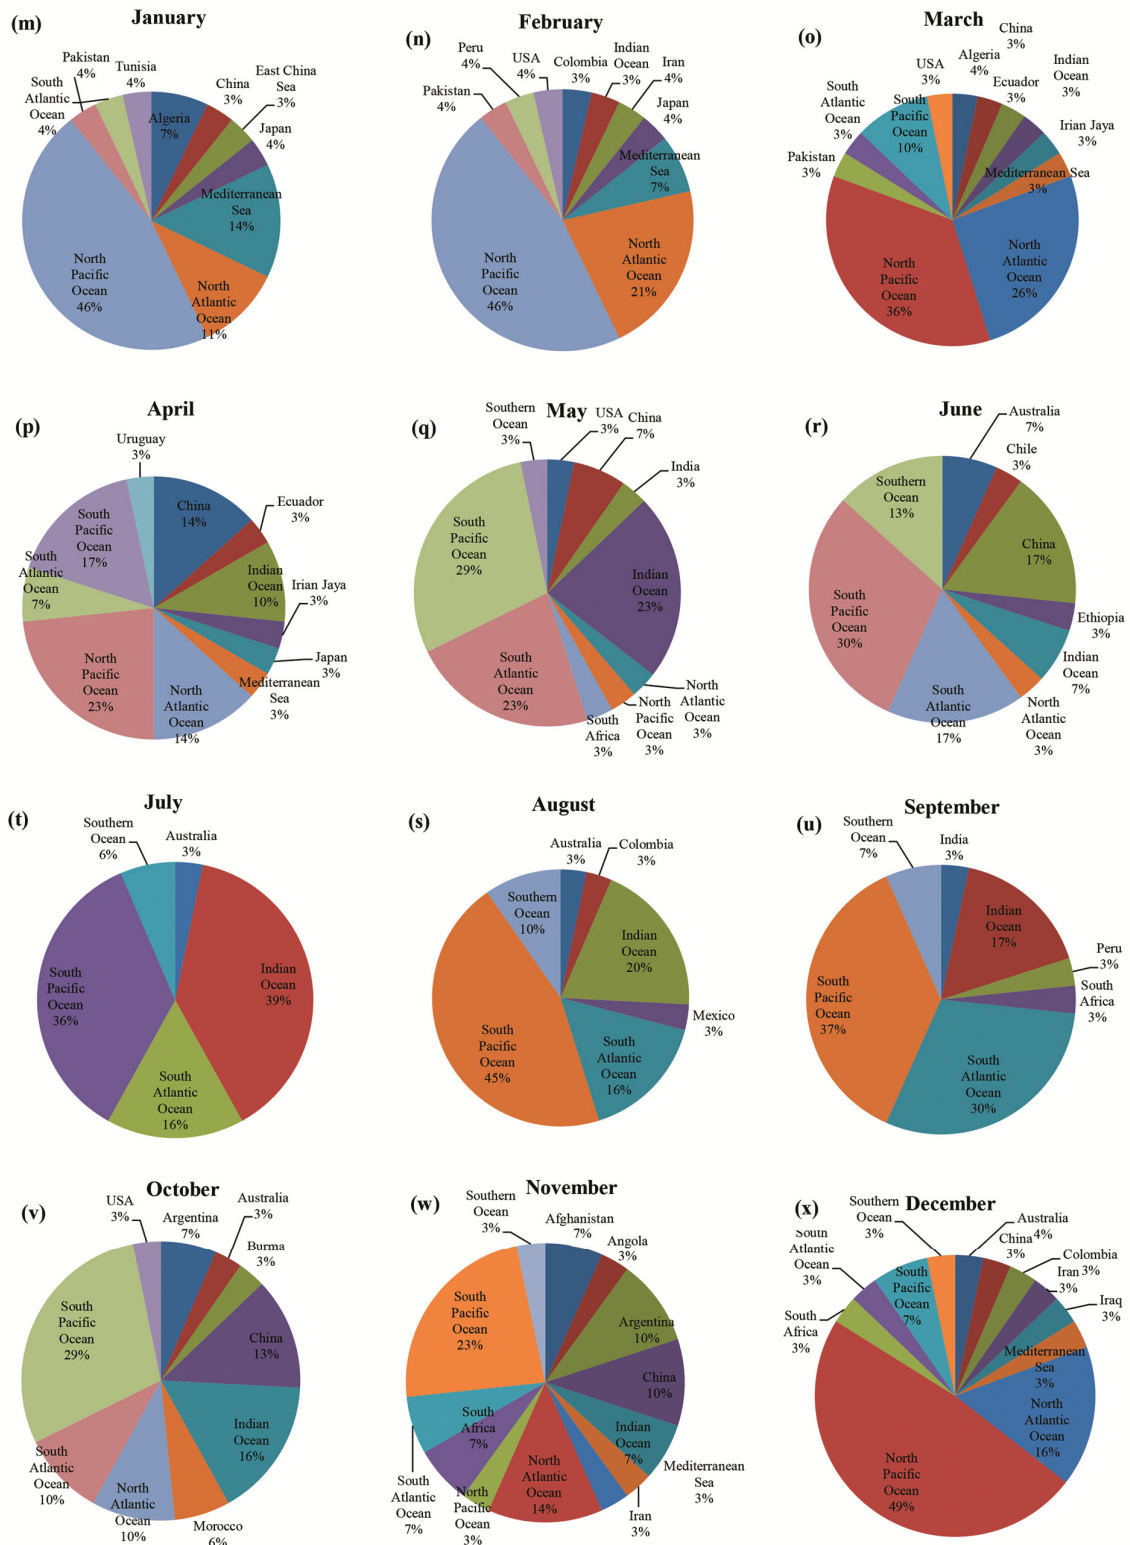 (m)
January
Pakistan
4%
Tunisia
4%
South
Atlantic
Ocean
4%
Algeria
7%
China
3%
East China
Sea
3%
Japan
4%
Mediterranean
Sea
14%
North
Atlantic
Ocean
11%
North
Pacific
Ocean
46%
(n)
February
Peru
4%
USA
4%
Colombia
3%
Indian
Ocean
3%
Iran
4%
Japan
4%
Pakistan
4%
Mediterranean
Sea
7%
North
Atlantic
Ocean
21%
North
Pacific
Ocean
46%
(o)
March
USA
3%
Algeria
4%
China
3%
Ecuador
3%
Indian
Ocean
3%
Irian Jaya
3%
South
Atlantic
Ocean
3%
South
Pacific
Ocean
10%
Pakistan
3%
Mediterranean Sea
3%
North
Atlantic
Ocean
26%
North
Pacific
Ocean
36%
(p)
April
Uruguay
3%
China
14%
Ecuador
3%
Indian
Ocean
10%
Irian Jaya
3%
Japan
3%
Mediterranean
Sea
3%
North
Atlantic
Ocean
14%
North
Pacific
Ocean
23%
South
Atlantic
Ocean
7%
South
Pacific
Ocean
17%
(q)
May
Southern
Ocean
3%
USA
3%
China
7%
India
3%
Indian
Ocean
23%
North
Atlantic
Ocean
3%
North
Pacific
Ocean
3%
South
Africa
3%
South
Atlantic
Ocean
23%
South
Pacific
Ocean
29%
(r)
June
Australia
7%
Chile
3%
China
17%
Ethiopia
3%
Indian
Ocean
7%
North
Atlantic
Ocean
3%
South
Atlantic
Ocean
17%
South
Pacific
Ocean
30%
Southern
Ocean
13%
(t)
July
Southern
Ocean
6%
Australia
3%
Indian
Ocean
39%
South
Atlantic
Ocean
16%
South
Pacific
Ocean
36%
(s)
August
Australia
3%
Colombia
3%
Indian
Ocean
20%
Mexico
3%
South
Atlantic
Ocean
16%
South
Pacific
Ocean
45%
Southern
Ocean
10%
(u)
September
Southern
Ocean
7%
India
3%
Indian
Ocean
17%
Peru
3%
South
Africa
3%
South
Atlantic
Ocean
30%
South
Pacific
Ocean
37%
(v)
October
USA
3%
Argentina
7%
Australia
3%
Burma
3%
China
13%
Indian
Ocean
16%
Morocco
6%
North
Atlantic
Ocean
10%
South
Atlantic
Ocean
10%
South
Pacific
Ocean
29%
(w)
November
Southern
Ocean
3%
Afghanistan
7%
Angola
3%
Argentina
10%
China
10%
Indian
Ocean
7%
Mediterranean
Sea
3%
Iran
3%
North
Atlantic
Ocean
14%
North
Pacific
Ocean
3%
South
Africa
7%
South
Atlantic
Ocean
7%
South
Pacific
Ocean
23%
(x)
December
Southern
Ocean
3%
Australia
4%
China
3%
Colombia
3%
Iran
3%
Iraq
3%
Mediterranean
Sea
3%
North
Atlantic
Ocean
16%
North
Pacific
Ocean
49%
South
Africa
3%
South
Atlantic
Ocean
3%
South
Pacific
Ocean
7%